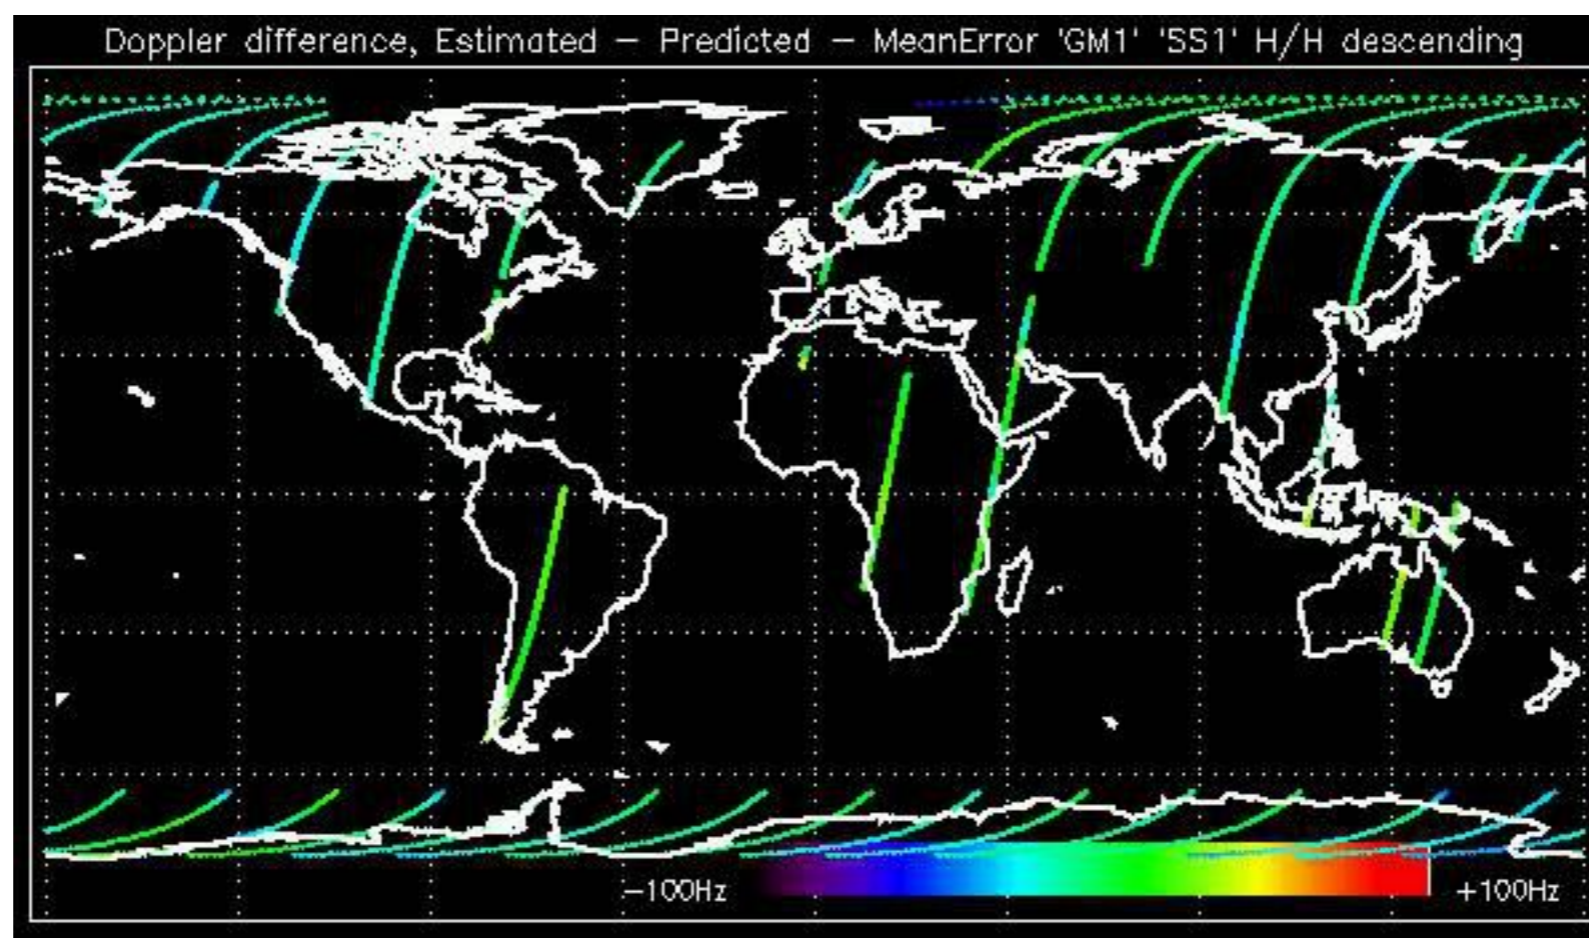 Doppler difference, Estimated – Predicted – MeanError 'GM1' 'SS1' H/H descending
–100Hz
+100Hz